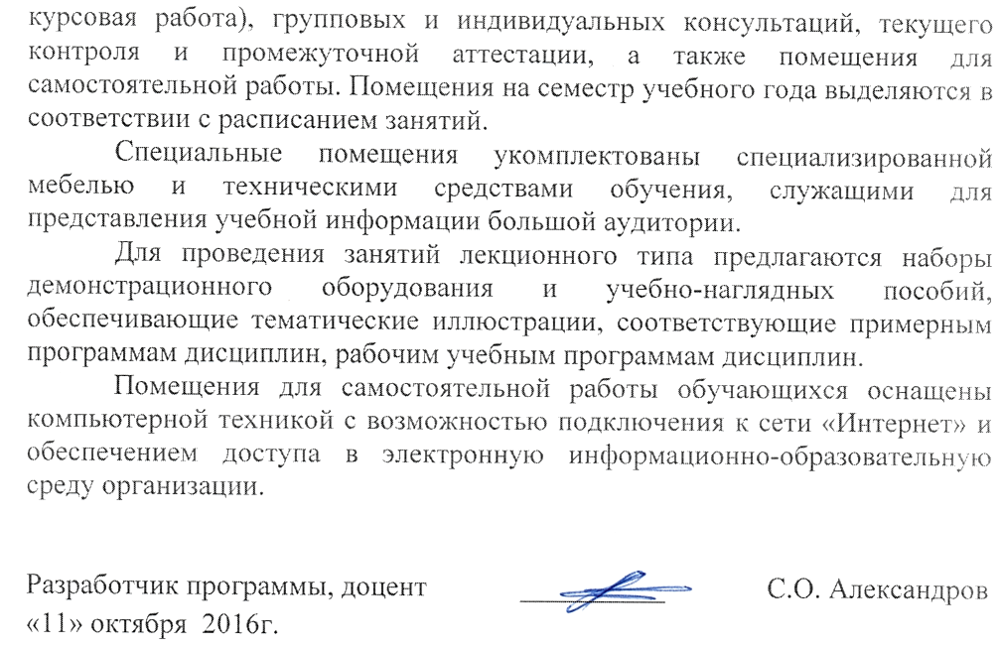 курсовая работа), групповых и индивидуальных консультаций, текущего
контроля и промежуточной аттестации, а также помещения для
самостоятельной работы. Помещения на семестр учебного года выделяются в
соответствии с расписанием занятий.
Специальные помещения укомплектованы специализированной
мебелью и техническими средствами обучения, служащими для
представления учебной информации большой аудитории.
Для проведения занятий лекционного типа предлагаются наборы
демонстрационного оборудования и учебно-наглядных пособий,
обеспечивающие тематические иллюстрации, соответствующие примерным
программам дисциплин, рабочим учебным программам дисциплин.
Помещения для самостоятельной работы обучающихся оснащены
компьютерной техникой с возможностью подключения к сети «Интернет» и
обеспечением доступа в электронную информационно-образовательную
среду организации.
Разработчик программы, доцент С.О. Александров
«11» октября 2016г.